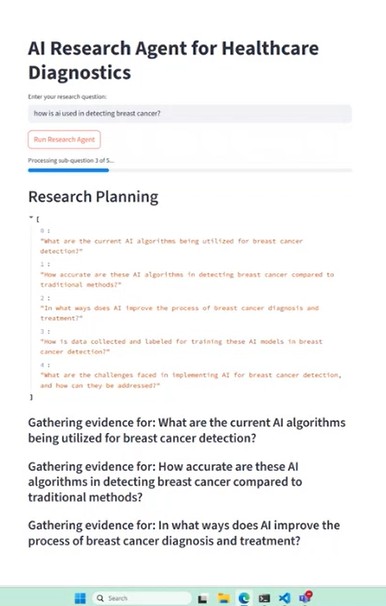 AI Research Agent for Healthcare
Diagnostics
Enter your research question:
how is ai used in detecting breast cancer?
Run Research Agent
Processing sub-question 3 of 5...
Research Planning
[
0 :
"What are the current AI algorithms being utilized for breast cancer
detection?"
1 :
"How accurate are these AI algorithms in detecting breast cancer compared to
traditional methods?"
2 :
"In what ways does AI improve the process of breast cancer diagnosis and
treatment?"
3 :
"How is data collected and labeled for training these AI models in breast
cancer detection?"
4 :
"What are the challenges faced in implementing AI for breast cancer detection,
and how can they be addressed?"
]
Gathering evidence for: What are the current AI algorithms
being utilized for breast cancer detection?
Gathering evidence for: How accurate are these AI
algorithms in detecting breast cancer compared to
traditional methods?
Gathering evidence for: In what ways does AI improve the
process of breast cancer diagnosis and treatment?
Search